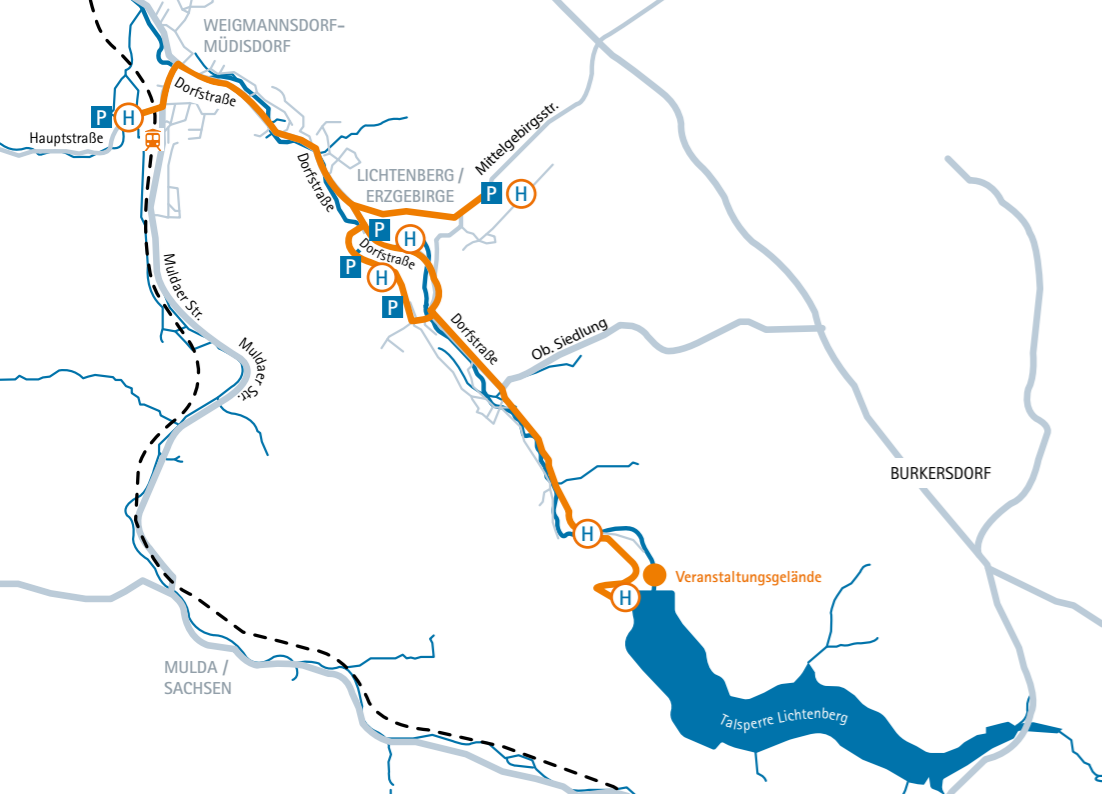 WEIGMANNSDORF-
MÜDISDORF
Dorfstraße
P
H
Hauptstraße
Mittelgebirgsstr.
Dorfstraße
LICHTENBERG /
ERZGEBIRGE
P
H
P
H
Dorfstraße
P
H
P
Muldaer Str.
Dorfstraße
Ob. Siedlung
Muldaer Str.
BURKERSDORF
H
Veranstaltungsgelände
H
MULDA /
SACHSEN
Talsperre Lichtenberg